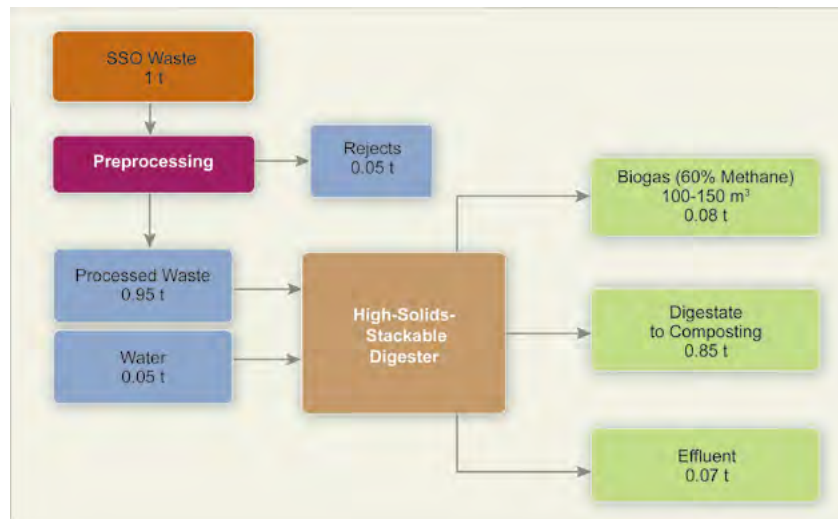 SSO Waste
1 t
Preprocessing
Rejects
0.05 t
Processed Waste
0.95 t
Water
0.05 t
High-Solids-
Stackable
Digester
Biogas (60% Methane)
100-150 m³
0.08 t
Digestate
to Composting
0.85 t
Effluent
0.07 t